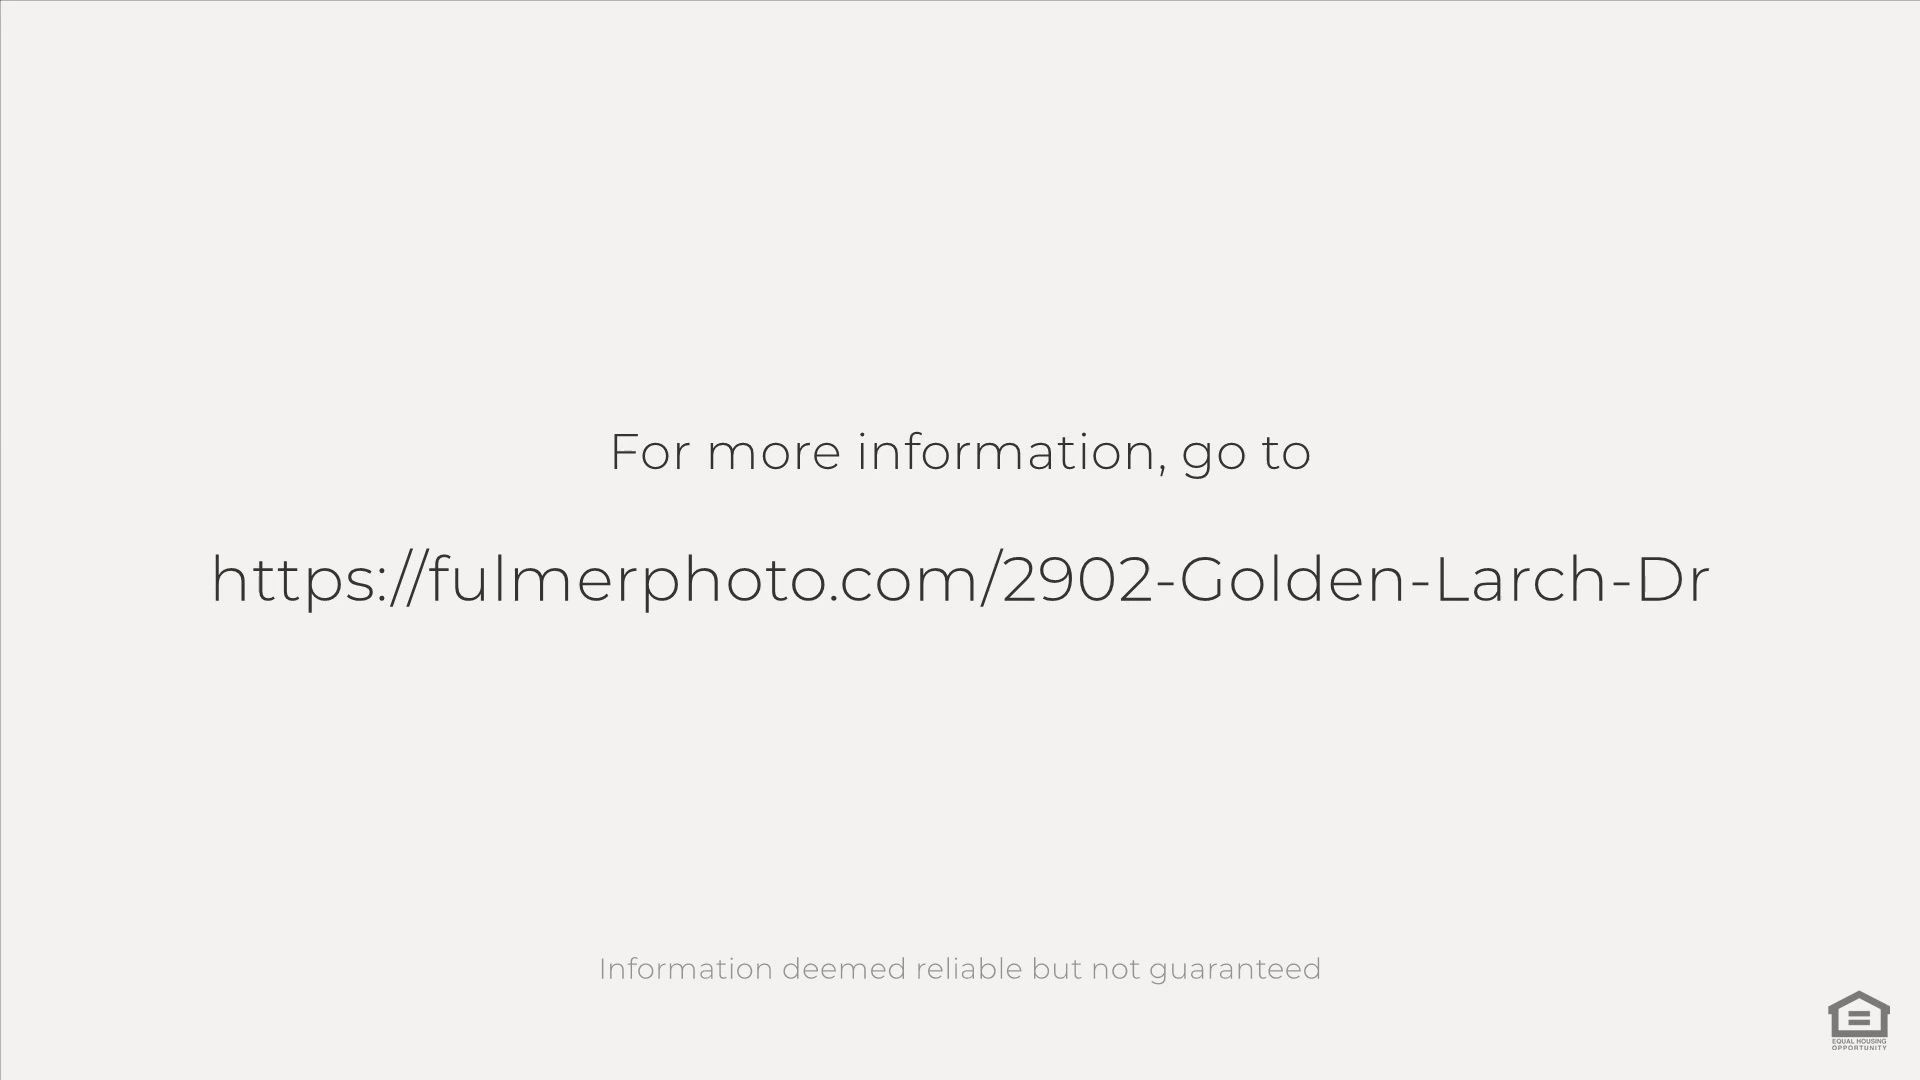 For more information, go to
https://fulmerphoto.com/2902-Golden-Larch-Dr
Information deemed reliable but not guaranteed
EQUAL HOUSING
OPPORTUNITY